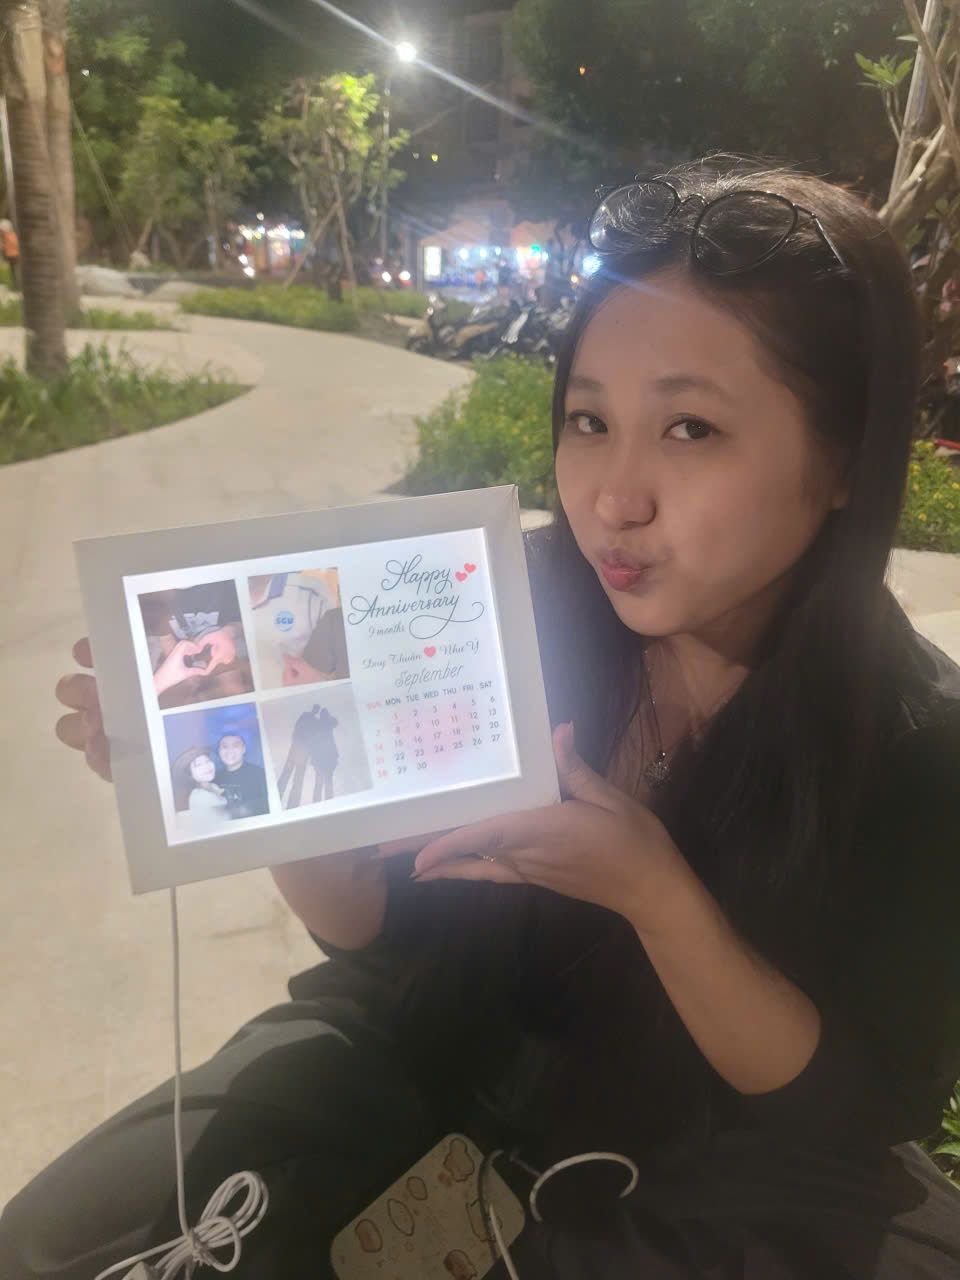 Happy
Anniversary
9 months
Duy Thuận Như Ý
September
SUN MON TUE WED THU FRI SAT
1 2 3 4 5 6
7 8 9 10 11 12 13
14 15 16 17 18 19 20
21 22 23 24 25 26 27
28 29 30
SGU